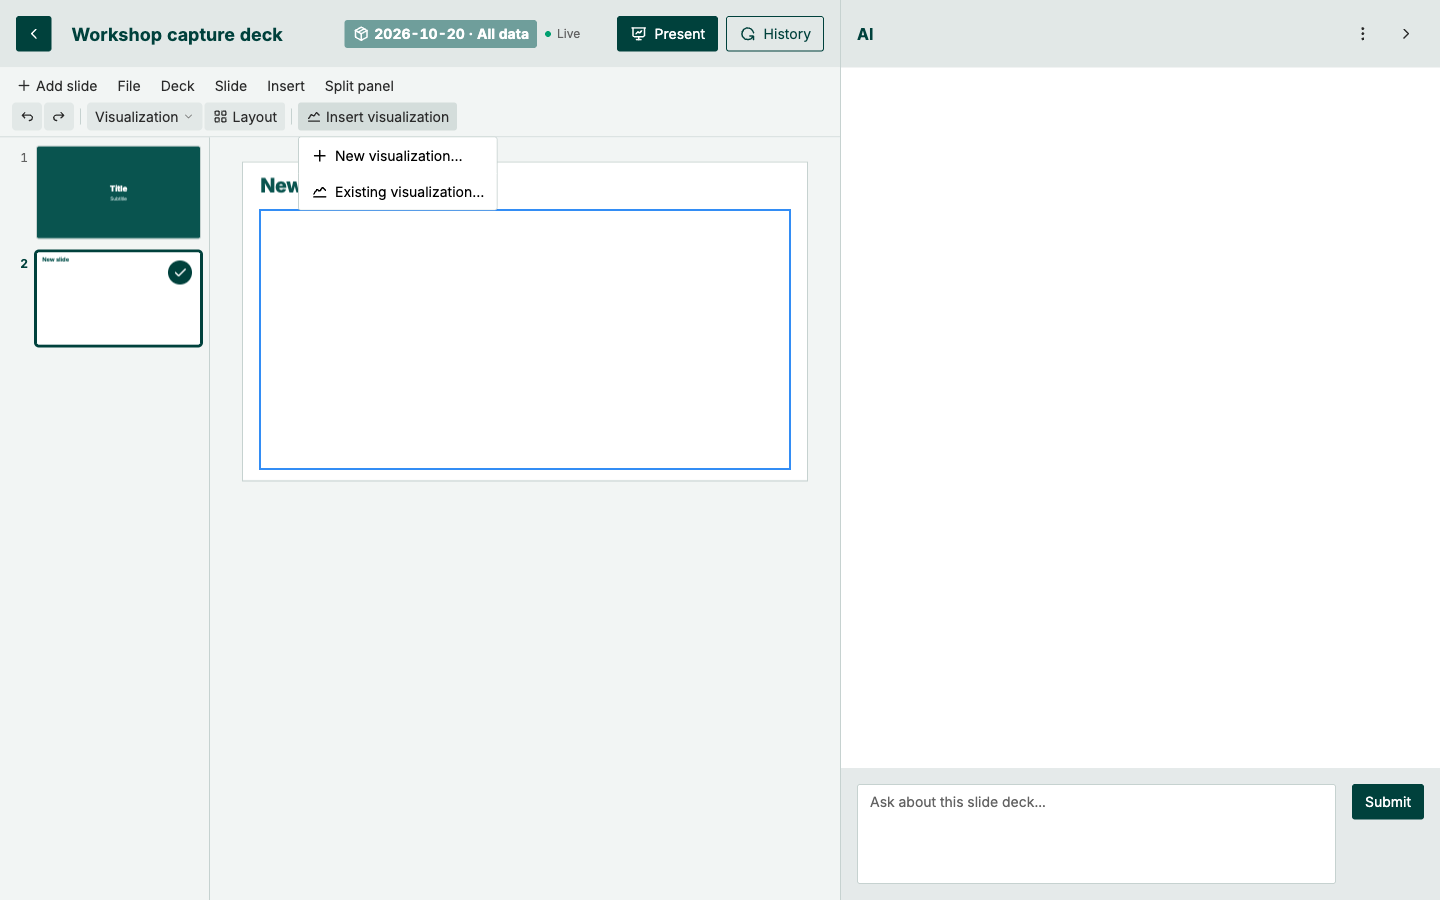 Workshop capture deck
2026-10-20 · All data
Live
Present
History
AI
Add slide
File
Deck
Slide
Insert
Split panel
Visualization
Layout
Insert visualization
New visualization...
Existing visualization...
1
Title
Subtitle
2
New slide
New
Ask about this slide deck...
Submit